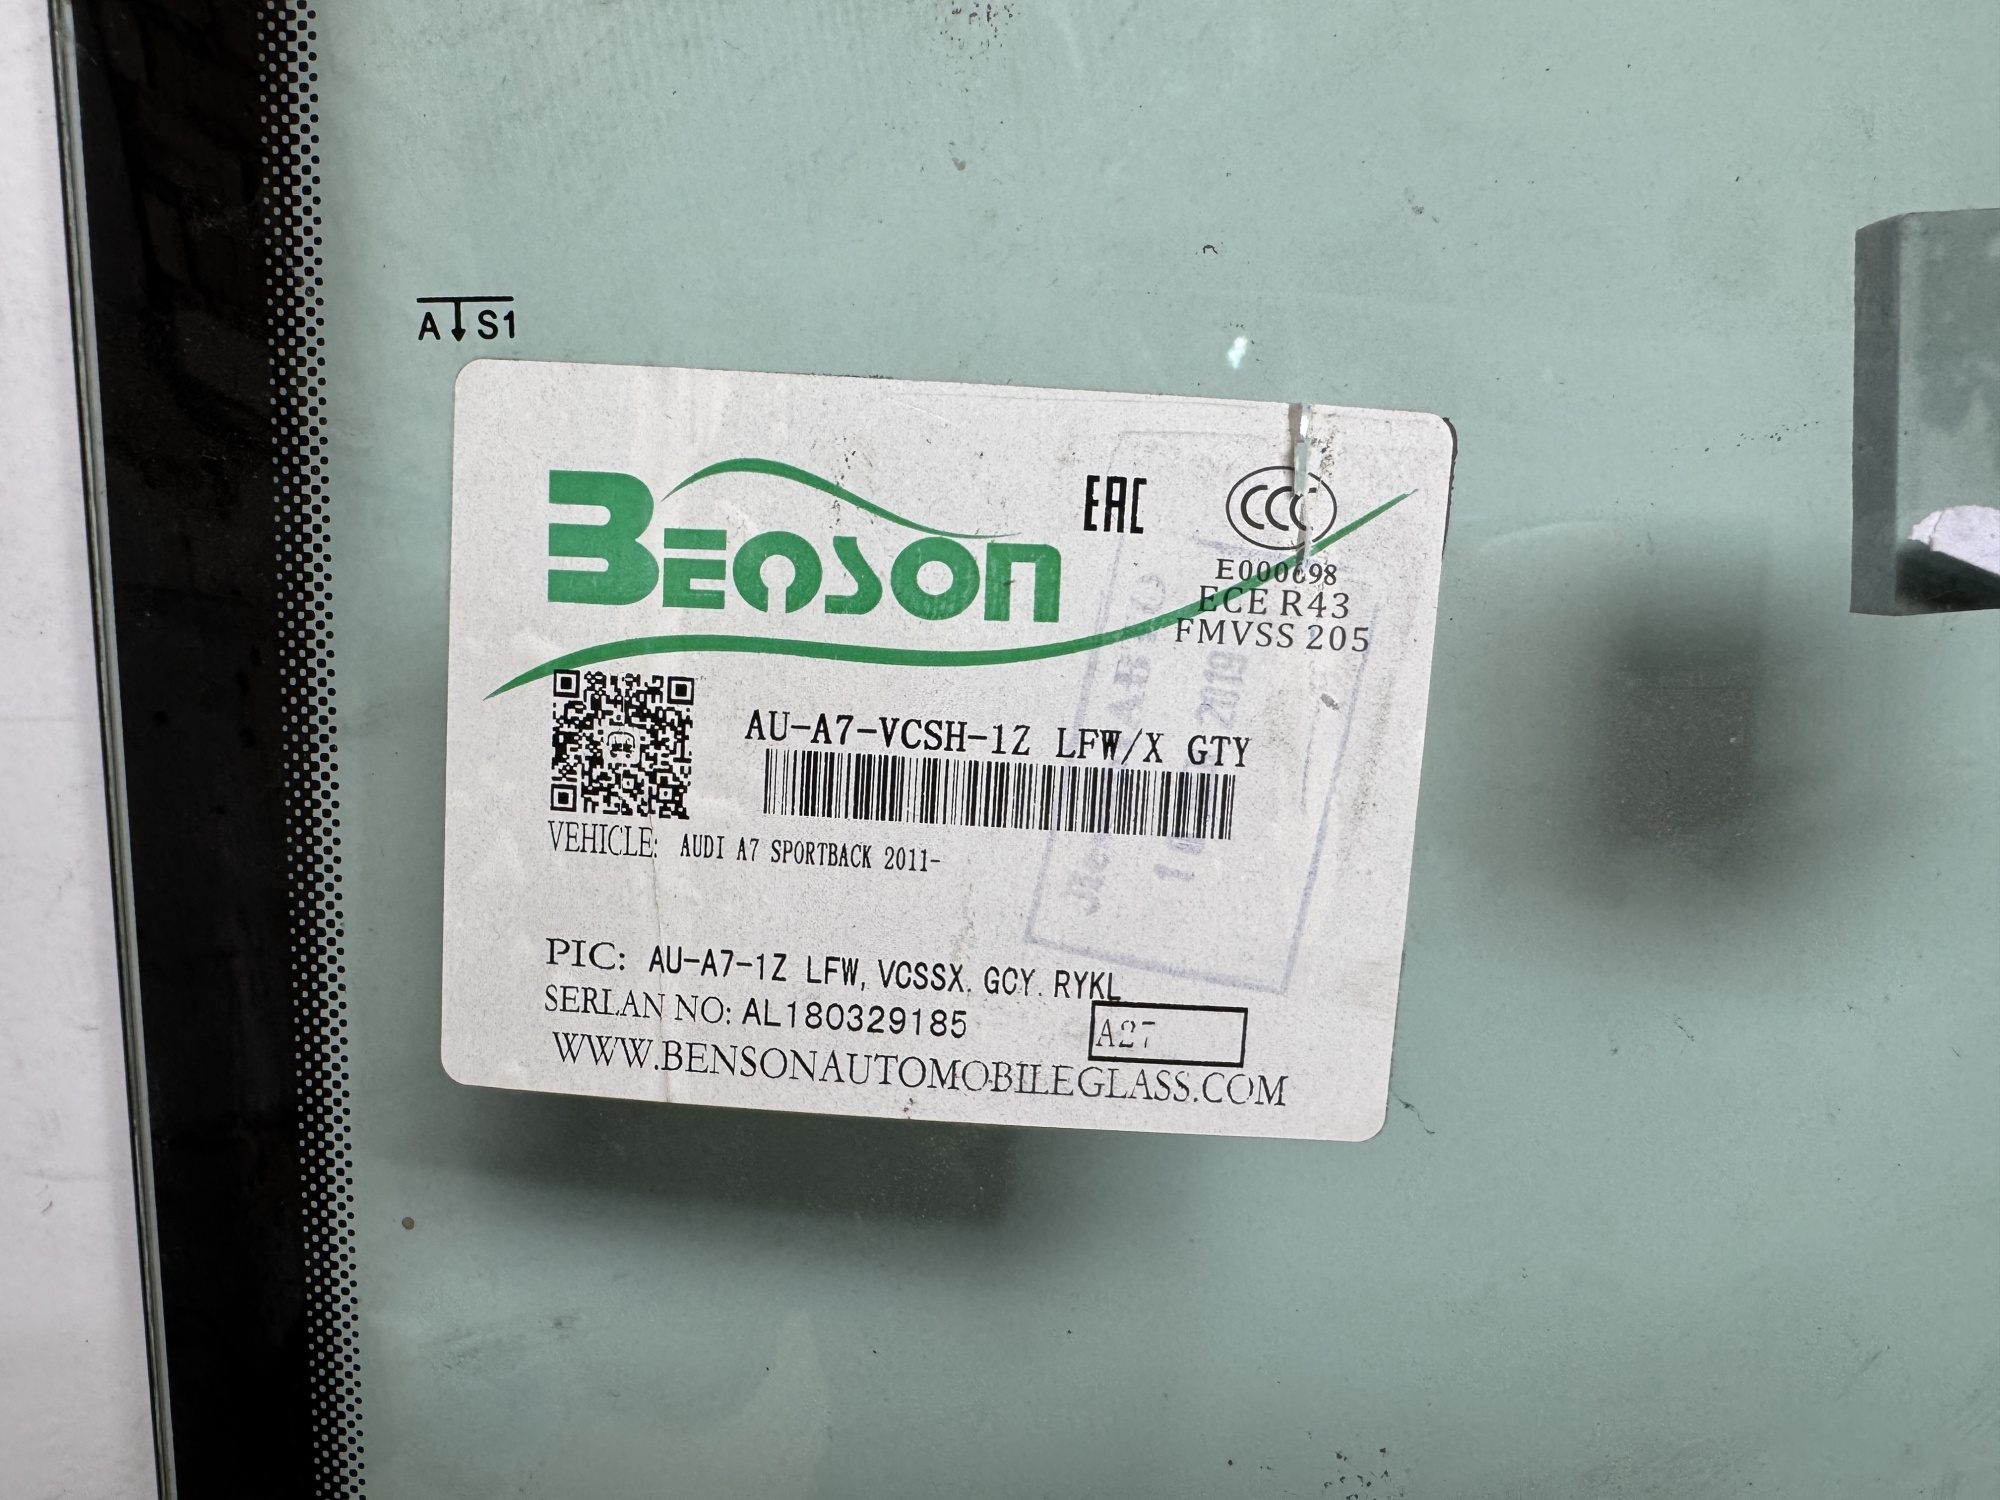 A S1
BENSON
EAC
CCC
E000698
ECE R43
FMVSS 205
AU-A7-VCSH-1Z LFW/X GTY
VEHICLE: AUDI A7 SPORTBACK 2011-
PIC: AU-A7-1Z LFW, VCSSX. GCY. RYKL
SERLAN NO: AL180329185
A27
WWW.BENSONAUTOMOBILEGLASS.COM
2019